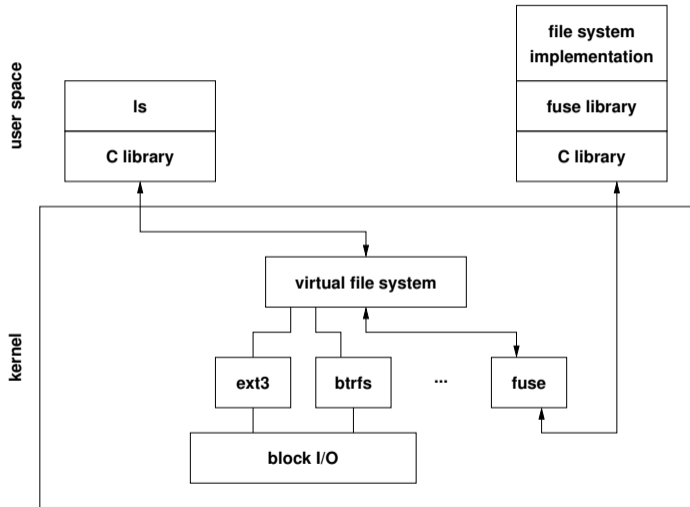 file system
implementation
fuse library
C library
ls
C library
user space
virtual file system
ext3
btrfs
...
fuse
block I/O
kernel